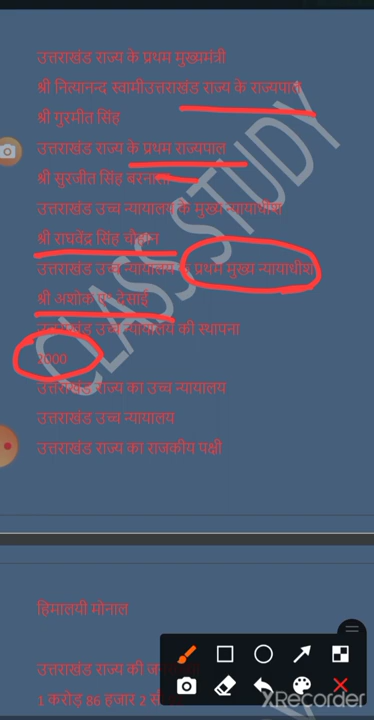 उत्तराखंड राज्य के प्रथम मुख्यमंत्री
श्री नित्यानन्द स्वामीउत्तराखंड राज्य के राज्यपाल
श्री गुरमीत सिंह
उत्तराखंड राज्य के प्रथम राज्यपाल
श्री सुरजीत सिंह बरनाला
उत्तराखंड उच्च न्यायालय के मुख्य न्यायाधीश
श्री राघवेंद्र सिंह चौहान
उत्तराखंड उच्च न्यायालय के प्रथम मुख्य न्यायाधीश
श्री अशोक ए० देसाई
उत्तराखंड उच्च न्यायालय की स्थापना
2000
उत्तराखंड राज्य का उच्च न्यायालय
उत्तराखंड उच्च न्यायालय
उत्तराखंड राज्य का राजकीय पक्षी
CLASS STUDY
हिमालयी मोनाल
उत्तराखंड राज्य की
1 करोड़ 86 हजार 2
XRecorder